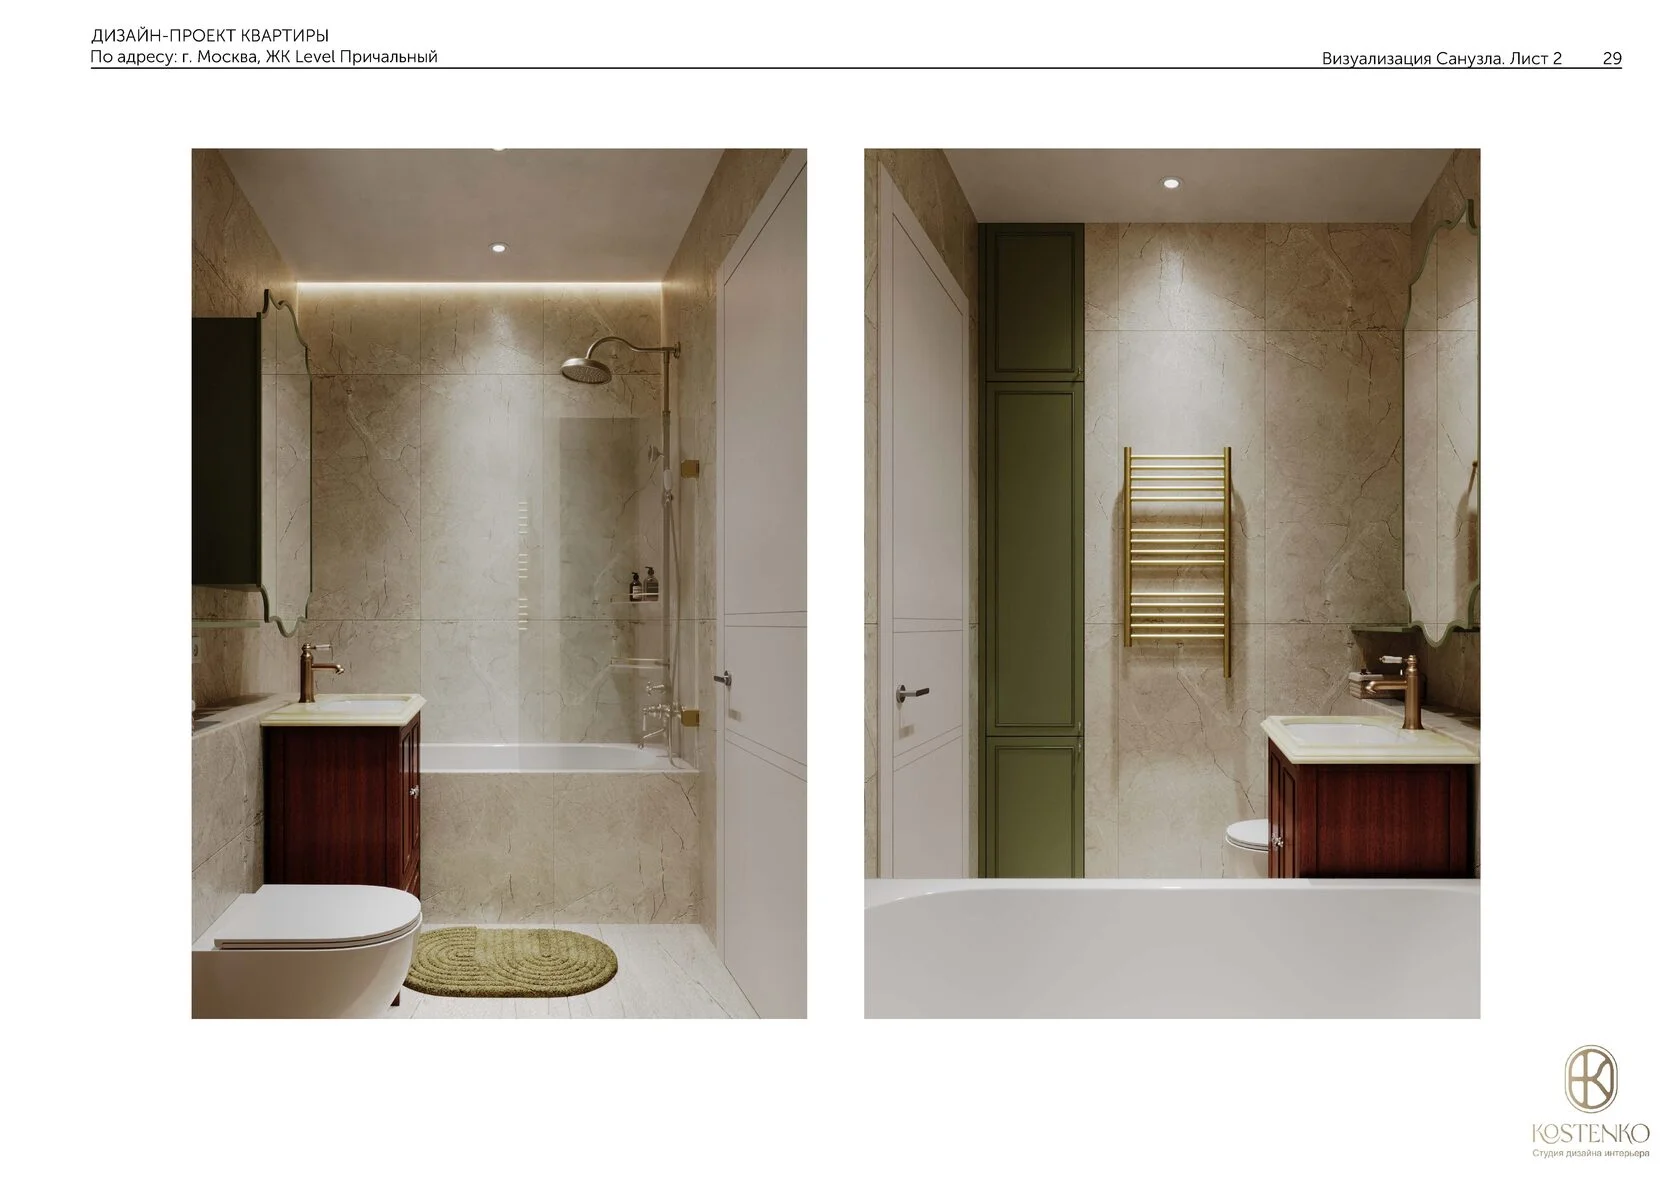 ДИЗАЙН-ПРОЕКТ КВАРТИРЫ
По адресу: г. Москва, ЖК Level Причальный
Визуализация Санузла. Лист 2 29
KOSTENKO
Студия дизайна интерьера